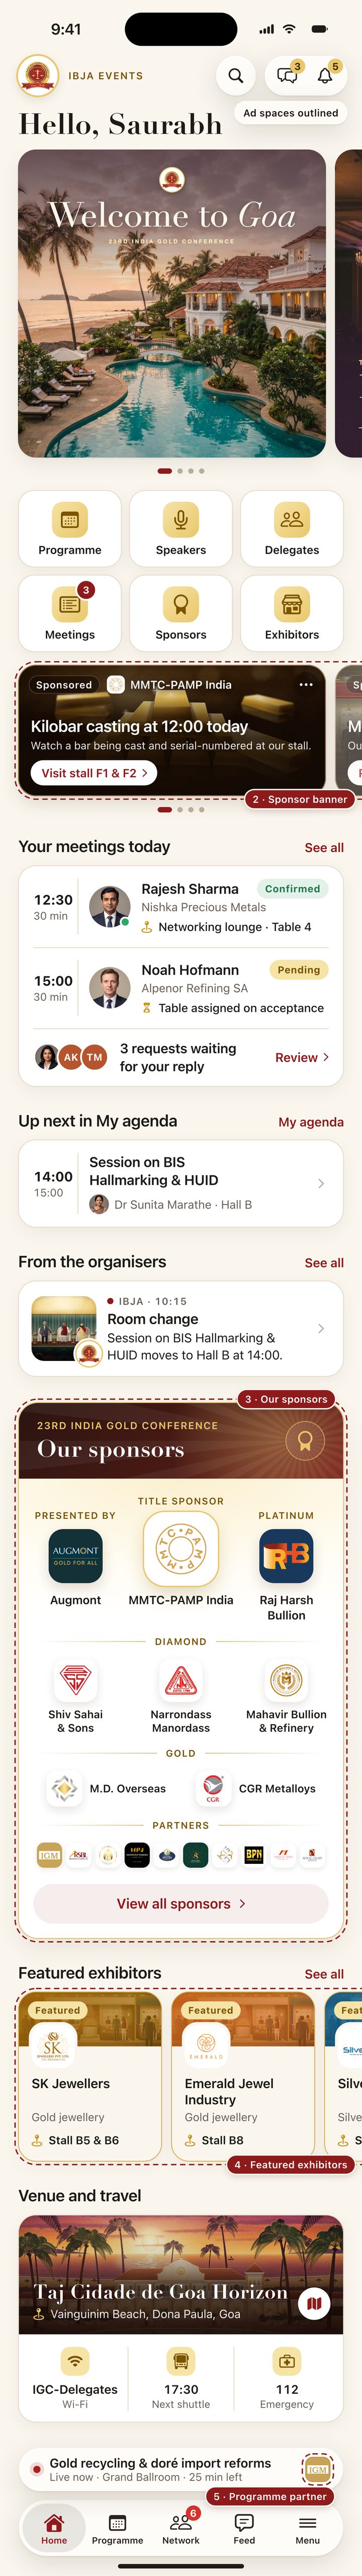 9:41
IBJA EVENTS
3
5
Ad spaces outlined
Hello, Saurabh
Welcome to Goa
23RD INDIA GOLD CONFERENCE
Programme
Speakers
Delegates
3
Meetings
Sponsors
Exhibitors
Sponsored
MMTC-PAMP India
Kilobar casting at 12:00 today
Watch a bar being cast and serial-numbered at our stall.
Visit stall F1 & F2
2 · Sponsor banner
Your meetings today
See all
12:30
30 min
Rajesh Sharma
Confirmed
Nishka Precious Metals
Networking lounge · Table 4
15:00
30 min
Noah Hofmann
Pending
Alpenor Refining SA
Table assigned on acceptance
AK
TM
3 requests waiting
for your reply
Review
Up next in My agenda
My agenda
14:00
15:00
Session on BIS
Hallmarking & HUID
Dr Sunita Marathe · Hall B
From the organisers
See all
IBJA · 10:15
Room change
Session on BIS Hallmarking &
HUID moves to Hall B at 14:00.
3 · Our sponsors
23RD INDIA GOLD CONFERENCE
Our sponsors
PRESENTED BY
TITLE SPONSOR
PLATINUM
AUGMONT
GOLD FOR ALL
MMTC PAMP
RHB
Augmont
MMTC-PAMP India
Raj Harsh
Bullion
DIAMOND
Shiv Sahai
& Sons
Narrondass
Manordass
Mahavir Bullion
& Refinery
GOLD
M.D. Overseas
CGR
CGR Metalloys
PARTNERS
IGM
BPN
View all sponsors
Featured exhibitors
See all
Featured
SK
SK Jewellers
Gold jewellery
Stall B5 & B6
Featured
EMERALD
Emerald Jewel
Industry
Gold jewellery
Stall B8
4 · Featured exhibitors
Venue and travel
Taj Cidade de Goa Horizon
Vainguinim Beach, Dona Paula, Goa
IGC-Delegates
Wi-Fi
17:30
Next shuttle
112
Emergency
Gold recycling & doré import reforms
Live now · Grand Ballroom · 25 min left
IGM
5 · Programme partner
6
Home
Programme
Network
Feed
Menu